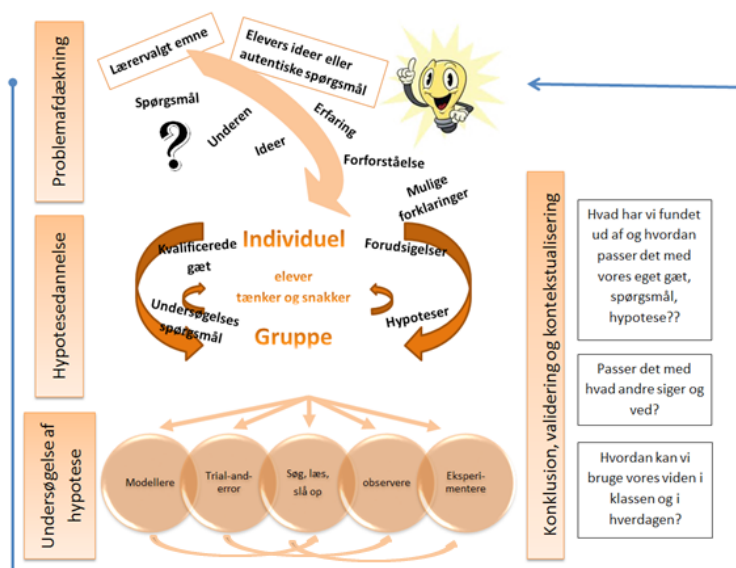 Problemafdækning
Lærervalgt emne
Elevers ideer eller
autentiske spørgsmål
Spørgsmål
?
Underen
Ideer
Erfaring
Forforståelse
Mulige
forklaringer
Hypotesedannelse
Kvalificerede
gæt
Individuel
Forudsigelser
elever
tænker og snakker
Undersøgelses
spørgsmål
Gruppe
Hypoteser
Undersøgelse af
hypotese
Modellere
Trial-and-
error
Søg, læs,
slå op
observere
Eksperi-
mentere
Konklusion, validering og kontekstualisering
Hvad har vi fundet
ud af og hvordan
passer det med
vores eget gæt,
spørgsmål,
hypotese??
Passer det med
hvad andre siger og
ved?
Hvordan kan vi
bruge vores viden i
klassen og i
hverdagen?